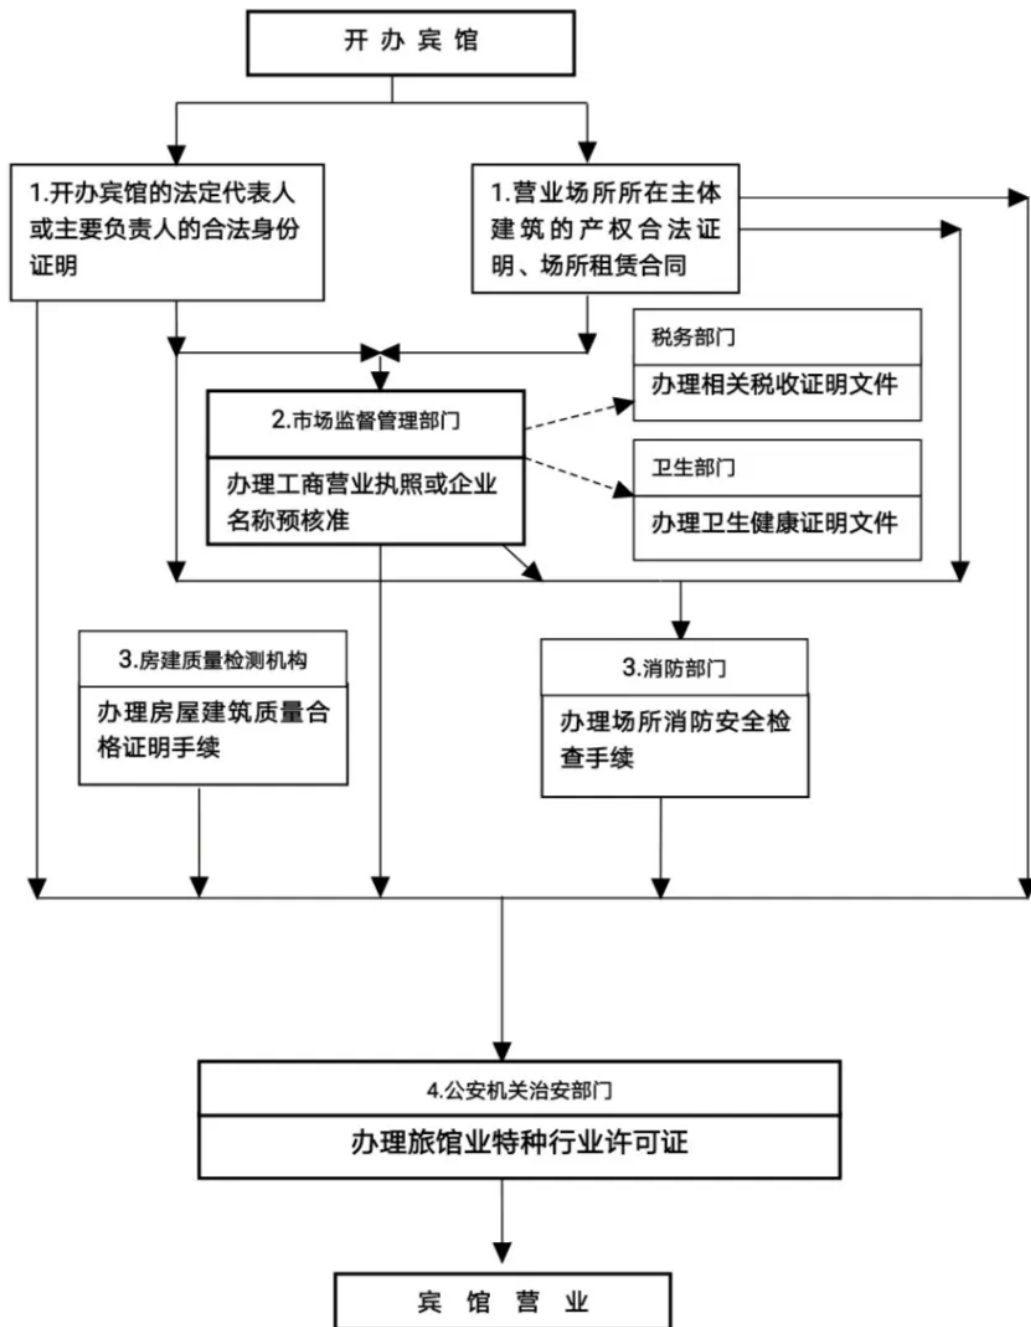 开办宾馆
1.开办宾馆的法定代表人
或主要负责人的合法身份
证明
1.营业场所所在主体
建筑的产权合法证
明、场所租赁合同
税务部门
办理相关税收证明文件
2.市场监督管理部门
办理工商营业执照或企业
名称预核准
卫生部门
办理卫生健康证明文件
3.房建质量检测机构
办理房屋建筑质量合
格证明手续
3.消防部门
办理场所消防安全检
查手续
4.公安机关治安部门
办理旅馆业特种行业许可证
宾馆营业